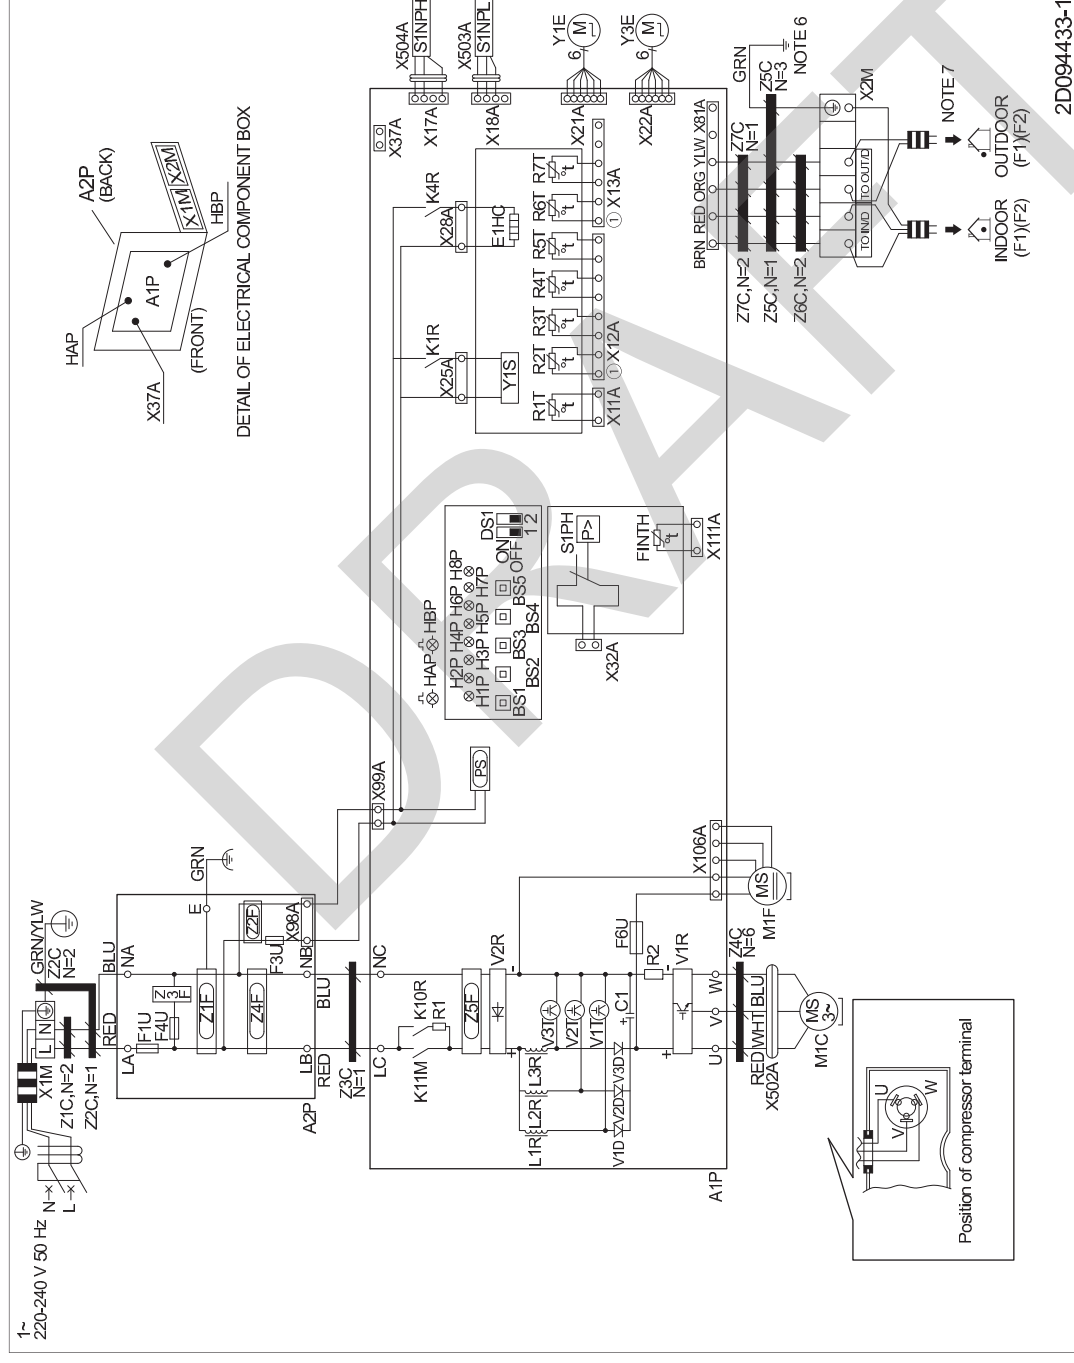 1~
220-240 V 50 Hz
N
L
X1M
L N
GRN/YLW
Z2C
N=2
Z1C,N=2
Z2C,N=1
RED
BLU
LA
NA
F1U
F4U
Z3F
Z1F
Z4F
Z2F
F3U
X98A
E
GRN
LB
NB
RED
BLU
A2P
Z3C
N=1
LC
NC
K11M
K10R
R1
Z5F
V2R
-
+
L1R L2R L3R
V3T
V2T
V1T
V1D V2D V3D
+
C1
F6U
R2
V1R
-
+
X106A
MS
M1F
U V W
Z4C
N=6
RED WHT BLU
X502A
MS
3~
M1C
A1P
X99A
PS
HAP HBP
H2P H4P H6P H8P
H1P H3P H5P H7P
BS1 BS3 BS5
BS2 BS4
ON
OFF
DS1
1 2
S1PH
P>
X32A
FINTH
t°
X111A
X25A
K1R
Y1S
X28A
K4R
E1HC
R1T R2T R3T R4T R5T R6T R7T
t° t° t° t° t° t° t°
X11A
① X12A
① X13A
X37A
X17A
X18A
X504A
X503A
S1NPH
S1NPL
X21A
X22A
6
6
M
M
Y1E
Y3E
BRN RED ORG YLW X81A
Z7C
N=1
GRN
Z5C
N=3
NOTE 6
Z7C,N=2
Z5C,N=1
Z6C,N=2
TO IN/D TO OUT/D
X2M
NOTE 7
INDOOR
(F1)(F2)
OUTDOOR
(F1)(F2)
HAP
X37A
A1P
A2P
(BACK)
X1M X2M
HBP
(FRONT)
DETAIL OF ELECTRICAL COMPONENT BOX
U
V
W
Position of compressor terminal
2D094433-1
DRAFT